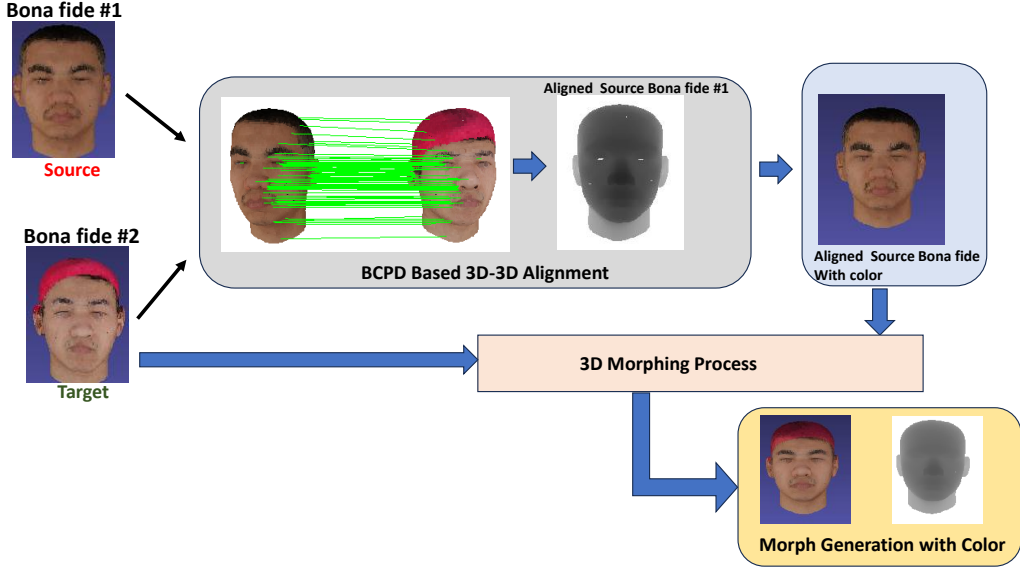 Bona fide #1
Source
Bona fide #2
Target
Aligned Source Bona fide #1
BCPD Based 3D-3D Alignment
Aligned Source Bona fide
With color
3D Morphing Process
Morph Generation with Color